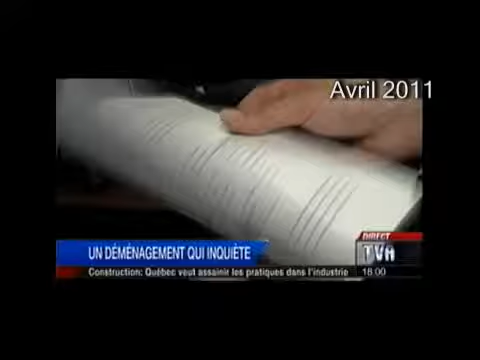 Avril 2011
UN DÉMÉNAGEMENT QUI INQUIÈTE
DIRECT
TVA
Construction: Québec veut assainir les pratiques dans l'industrie
18:00